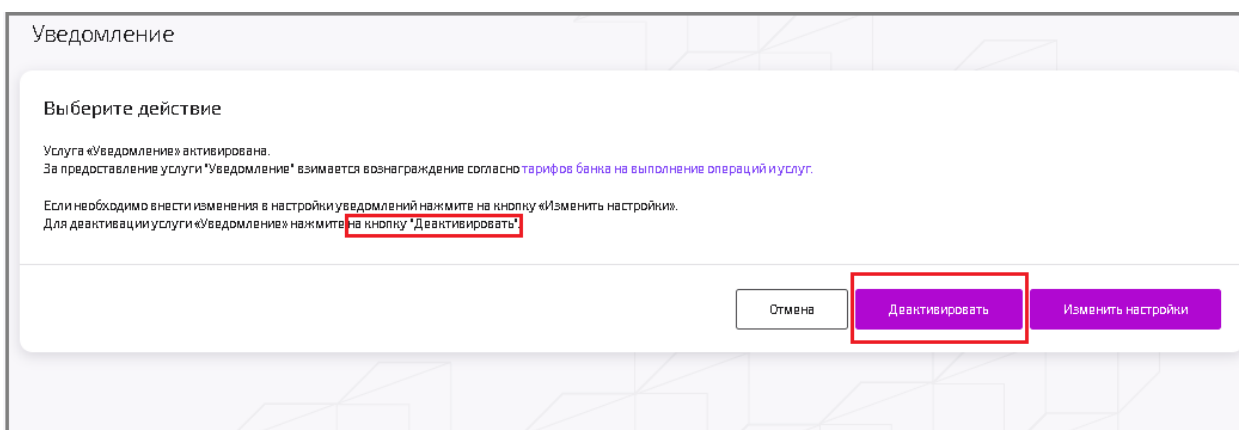 Уведомление
Выберите действие
Услуга «Уведомление» активирована.
За предоставление услуги "Уведомление" взимается вознаграждение согласно тарифов банка на выполнение операций и услуг.
Если необходимо внести изменения в настройки уведомлений нажмите на кнопку «Изменить настройки».
Для деактивации услуги «Уведомление» нажмите на кнопку "Деактивировать".
Отмена Деактивировать Изменить настройки